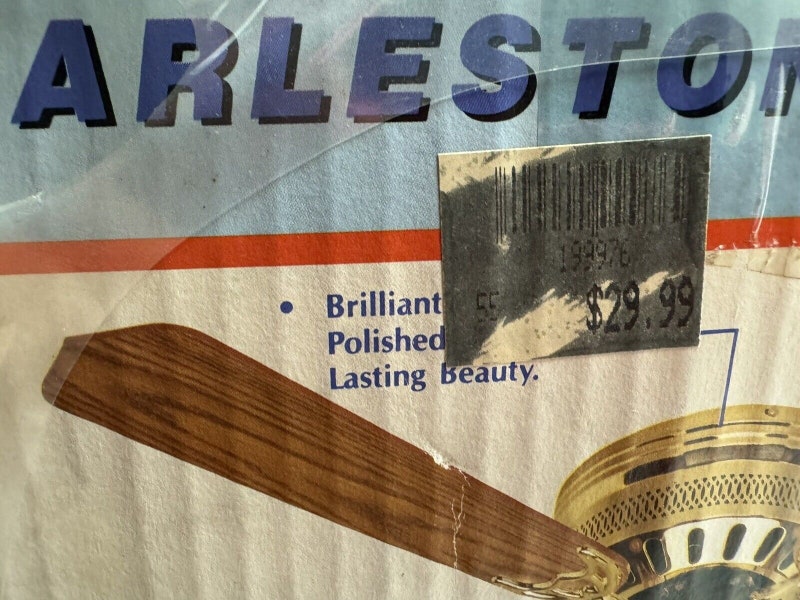 ARLESTON
199976
55 $29.99
• Brilliant
Polished
Lasting Beauty.